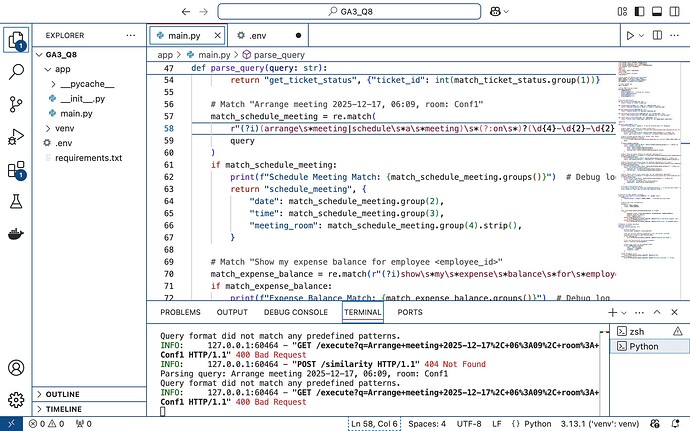 GA3_Q8
EXPLORER
GA3_Q8
app
__pycache__
__init__.py
main.py
venv
.env
requirements.txt
OUTLINE
TIMELINE
main.py
.env
app > main.py > parse_query
47 def parse_query(query: str):
54 return "get_ticket_status", {"ticket_id": int(match_ticket_status.group(1))}
55
56 # Match "Arrange meeting 2025-12-17, 06:09, room: Conf1"
57 match_schedule_meeting = re.match(
58 r"(?i)(arrange\s*meeting|schedule\s*a\s*meeting)\s*(?:on\s*)?(\d{4}-\d{2}-\d{2}
59 query
60 )
61 if match_schedule_meeting:
62 print(f"Schedule Meeting Match: {match_schedule_meeting.groups()}") # Debug log
63 return "schedule_meeting", {
64 "date": match_schedule_meeting.group(2),
65 "time": match_schedule_meeting.group(3),
66 "meeting_room": match_schedule_meeting.group(4).strip(),
67 }
68
69 # Match "Show my expense balance for employee <employee_id>"
70 match_expense_balance = re.match(r"(?i)show\s*my\s*expense\s*balance\s*for\s*employ
71 if match_expense_balance:
72 print(f"Expense Balance Match: {match_expense_balance.groups()}") # Debug log
PROBLEMS OUTPUT DEBUG CONSOLE TERMINAL PORTS
Query format did not match any predefined patterns.
INFO: 127.0.0.1:60464 - "GET /execute?q=Arrange+meeting+2025-12-17%2C+06%3A09%2C+room%3A+
Conf1 HTTP/1.1" 400 Bad Request
INFO: 127.0.0.1:60464 - "POST /similarity HTTP/1.1" 404 Not Found
Parsing query: Arrange meeting 2025-12-17, 06:09, room: Conf1
Query format did not match any predefined patterns.
INFO: 127.0.0.1:60464 - "GET /execute?q=Arrange+meeting+2025-12-17%2C+06%3A09%2C+room%3A+
Conf1 HTTP/1.1" 400 Bad Request
zsh
Python
1
1
0 0 0 Ln 58, Col 6 Spaces: 4 UTF-8 LF {} Python 3.13.1 ('venv': venv)